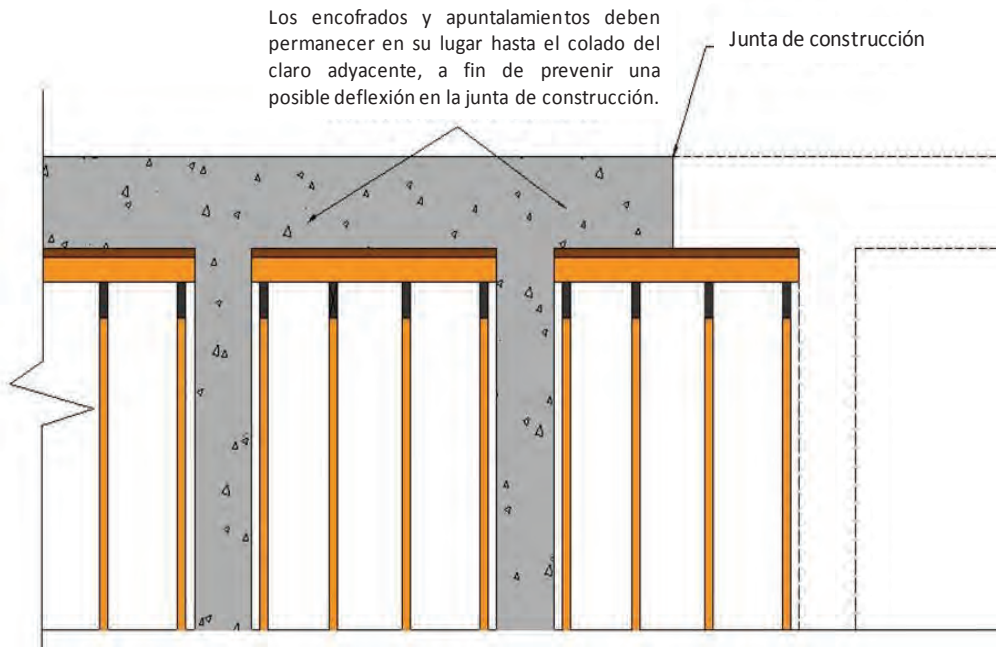 Los encofrados y apuntalamientos deben
permanecer en su lugar hasta el colado del
claro adyacente, a fin de prevenir una
posible deflexión en la junta de construcción.
Junta de construcción